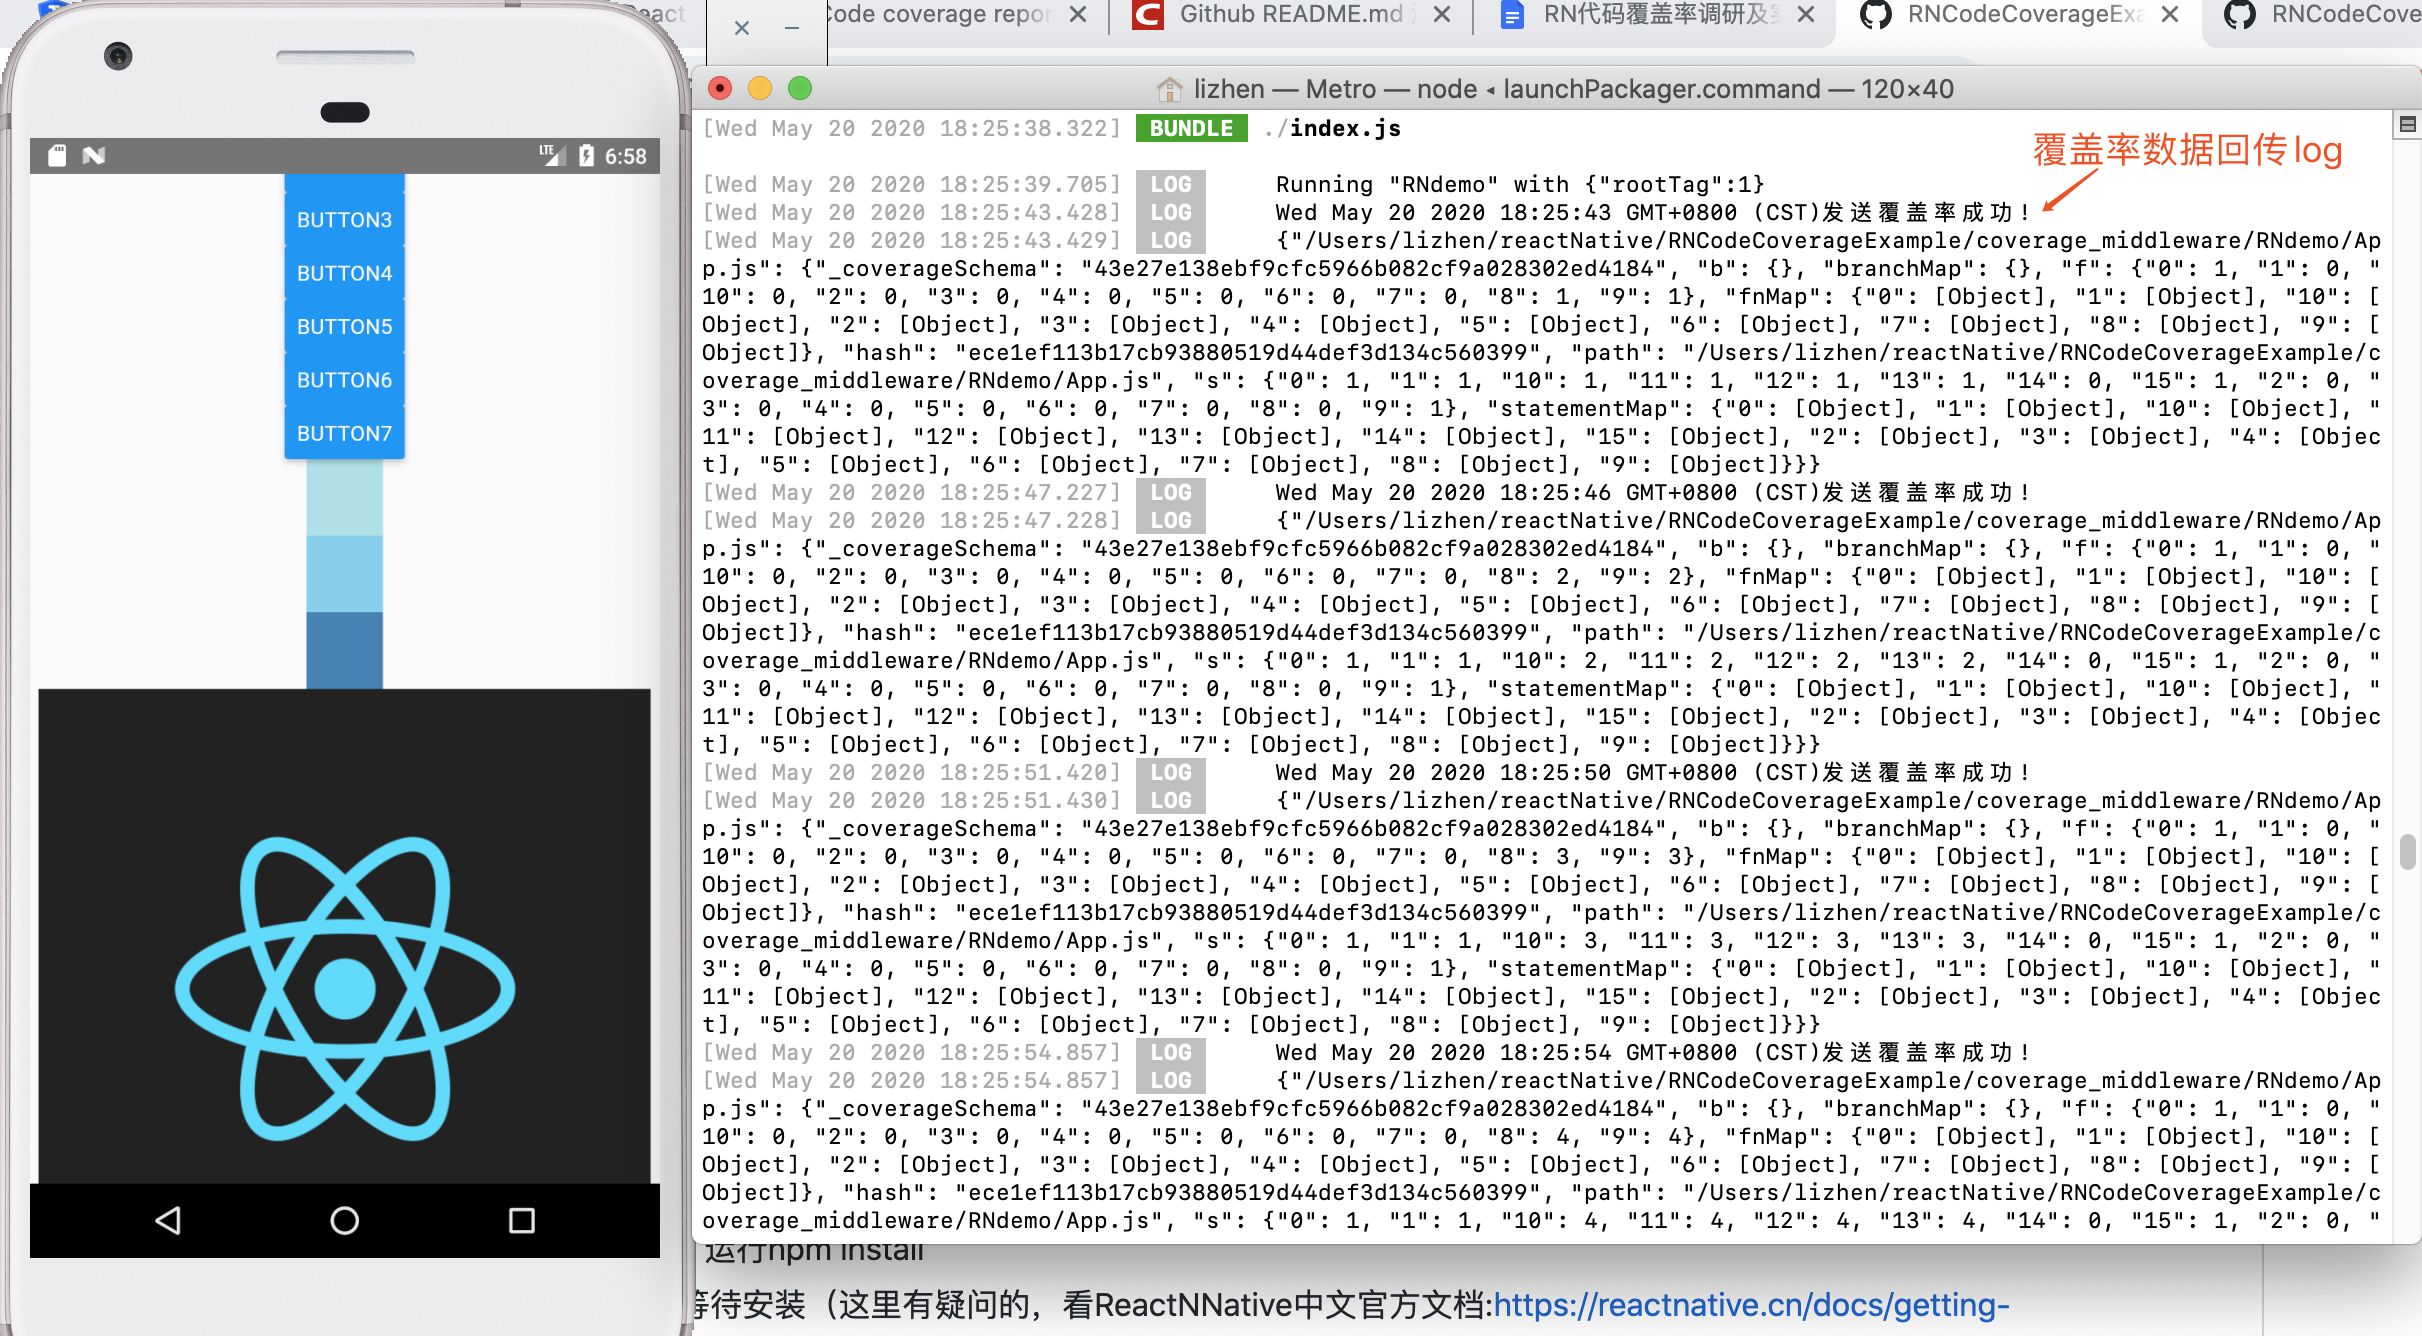 Code coverage repor
Github README.md
RN代码覆盖率调研及
RNCodeCoverageExa
RNCodeCove
lizhen — Metro — node ◂ launchPackager.command — 120×40
LTE 6:58
BUTTON3
BUTTON4
BUTTON5
BUTTON6
BUTTON7
覆盖率数据回传log
[Wed May 20 2020 18:25:38.322] BUNDLE ./index.js
[Wed May 20 2020 18:25:39.705] LOG Running "RNdemo" with {"rootTag":1}
[Wed May 20 2020 18:25:43.428] LOG Wed May 20 2020 18:25:43 GMT+0800 (CST)发送覆盖率成功!
[Wed May 20 2020 18:25:43.429] LOG {"/Users/lizhen/reactNative/RNCodeCoverageExample/coverage_middleware/RNdemo/Ap
p.js": {"_coverageSchema": "43e27e138ebf9cfc5966b082cf9a028302ed4184", "b": {}, "branchMap": {}, "f": {"0": 1, "1": 0, "
10": 0, "2": 0, "3": 0, "4": 0, "5": 0, "6": 0, "7": 0, "8": 1, "9": 1}, "fnMap": {"0": [Object], "1": [Object], "10": [
Object], "2": [Object], "3": [Object], "4": [Object], "5": [Object], "6": [Object], "7": [Object], "8": [Object], "9": [
Object]}, "hash": "ece1ef113b17cb93880519d44def3d134c560399", "path": "/Users/lizhen/reactNative/RNCodeCoverageExample/c
overage_middleware/RNdemo/App.js", "s": {"0": 1, "1": 1, "10": 1, "11": 1, "12": 1, "13": 1, "14": 0, "15": 1, "2": 0, "
3": 0, "4": 0, "5": 0, "6": 0, "7": 0, "8": 0, "9": 1}, "statementMap": {"0": [Object], "1": [Object], "10": [Object], "
11": [Object], "12": [Object], "13": [Object], "14": [Object], "15": [Object], "2": [Object], "3": [Object], "4": [Objec
t], "5": [Object], "6": [Object], "7": [Object], "8": [Object], "9": [Object]}}}
[Wed May 20 2020 18:25:47.227] LOG Wed May 20 2020 18:25:46 GMT+0800 (CST)发送覆盖率成功!
[Wed May 20 2020 18:25:47.228] LOG {"/Users/lizhen/reactNative/RNCodeCoverageExample/coverage_middleware/RNdemo/Ap
p.js": {"_coverageSchema": "43e27e138ebf9cfc5966b082cf9a028302ed4184", "b": {}, "branchMap": {}, "f": {"0": 1, "1": 0, "
10": 0, "2": 0, "3": 0, "4": 0, "5": 0, "6": 0, "7": 0, "8": 2, "9": 2}, "fnMap": {"0": [Object], "1": [Object], "10": [
Object], "2": [Object], "3": [Object], "4": [Object], "5": [Object], "6": [Object], "7": [Object], "8": [Object], "9": [
Object]}, "hash": "ece1ef113b17cb93880519d44def3d134c560399", "path": "/Users/lizhen/reactNative/RNCodeCoverageExample/c
overage_middleware/RNdemo/App.js", "s": {"0": 1, "1": 1, "10": 2, "11": 2, "12": 2, "13": 2, "14": 0, "15": 1, "2": 0, "
3": 0, "4": 0, "5": 0, "6": 0, "7": 0, "8": 0, "9": 1}, "statementMap": {"0": [Object], "1": [Object], "10": [Object], "
11": [Object], "12": [Object], "13": [Object], "14": [Object], "15": [Object], "2": [Object], "3": [Object], "4": [Objec
t], "5": [Object], "6": [Object], "7": [Object], "8": [Object], "9": [Object]}}}
[Wed May 20 2020 18:25:51.420] LOG Wed May 20 2020 18:25:50 GMT+0800 (CST)发送覆盖率成功!
[Wed May 20 2020 18:25:51.430] LOG {"/Users/lizhen/reactNative/RNCodeCoverageExample/coverage_middleware/RNdemo/Ap
p.js": {"_coverageSchema": "43e27e138ebf9cfc5966b082cf9a028302ed4184", "b": {}, "branchMap": {}, "f": {"0": 1, "1": 0, "
10": 0, "2": 0, "3": 0, "4": 0, "5": 0, "6": 0, "7": 0, "8": 3, "9": 3}, "fnMap": {"0": [Object], "1": [Object], "10": [
Object], "2": [Object], "3": [Object], "4": [Object], "5": [Object], "6": [Object], "7": [Object], "8": [Object], "9": [
Object]}, "hash": "ece1ef113b17cb93880519d44def3d134c560399", "path": "/Users/lizhen/reactNative/RNCodeCoverageExample/c
overage_middleware/RNdemo/App.js", "s": {"0": 1, "1": 1, "10": 3, "11": 3, "12": 3, "13": 3, "14": 0, "15": 1, "2": 0, "
3": 0, "4": 0, "5": 0, "6": 0, "7": 0, "8": 0, "9": 1}, "statementMap": {"0": [Object], "1": [Object], "10": [Object], "
11": [Object], "12": [Object], "13": [Object], "14": [Object], "15": [Object], "2": [Object], "3": [Object], "4": [Objec
t], "5": [Object], "6": [Object], "7": [Object], "8": [Object], "9": [Object]}}}
[Wed May 20 2020 18:25:54.857] LOG Wed May 20 2020 18:25:54 GMT+0800 (CST)发送覆盖率成功!
[Wed May 20 2020 18:25:54.857] LOG {"/Users/lizhen/reactNative/RNCodeCoverageExample/coverage_middleware/RNdemo/Ap
p.js": {"_coverageSchema": "43e27e138ebf9cfc5966b082cf9a028302ed4184", "b": {}, "branchMap": {}, "f": {"0": 1, "1": 0, "
10": 0, "2": 0, "3": 0, "4": 0, "5": 0, "6": 0, "7": 0, "8": 4, "9": 4}, "fnMap": {"0": [Object], "1": [Object], "10": [
Object], "2": [Object], "3": [Object], "4": [Object], "5": [Object], "6": [Object], "7": [Object], "8": [Object], "9": [
Object]}, "hash": "ece1ef113b17cb93880519d44def3d134c560399", "path": "/Users/lizhen/reactNative/RNCodeCoverageExample/c
overage_middleware/RNdemo/App.js", "s": {"0": 1, "1": 1, "10": 4, "11": 4, "12": 4, "13": 4, "14": 0, "15": 1, "2": 0, "
运行npm install
等待安装（这里有疑问的，看ReactNNative中文官方文档:https://reactnative.cn/docs/getting-